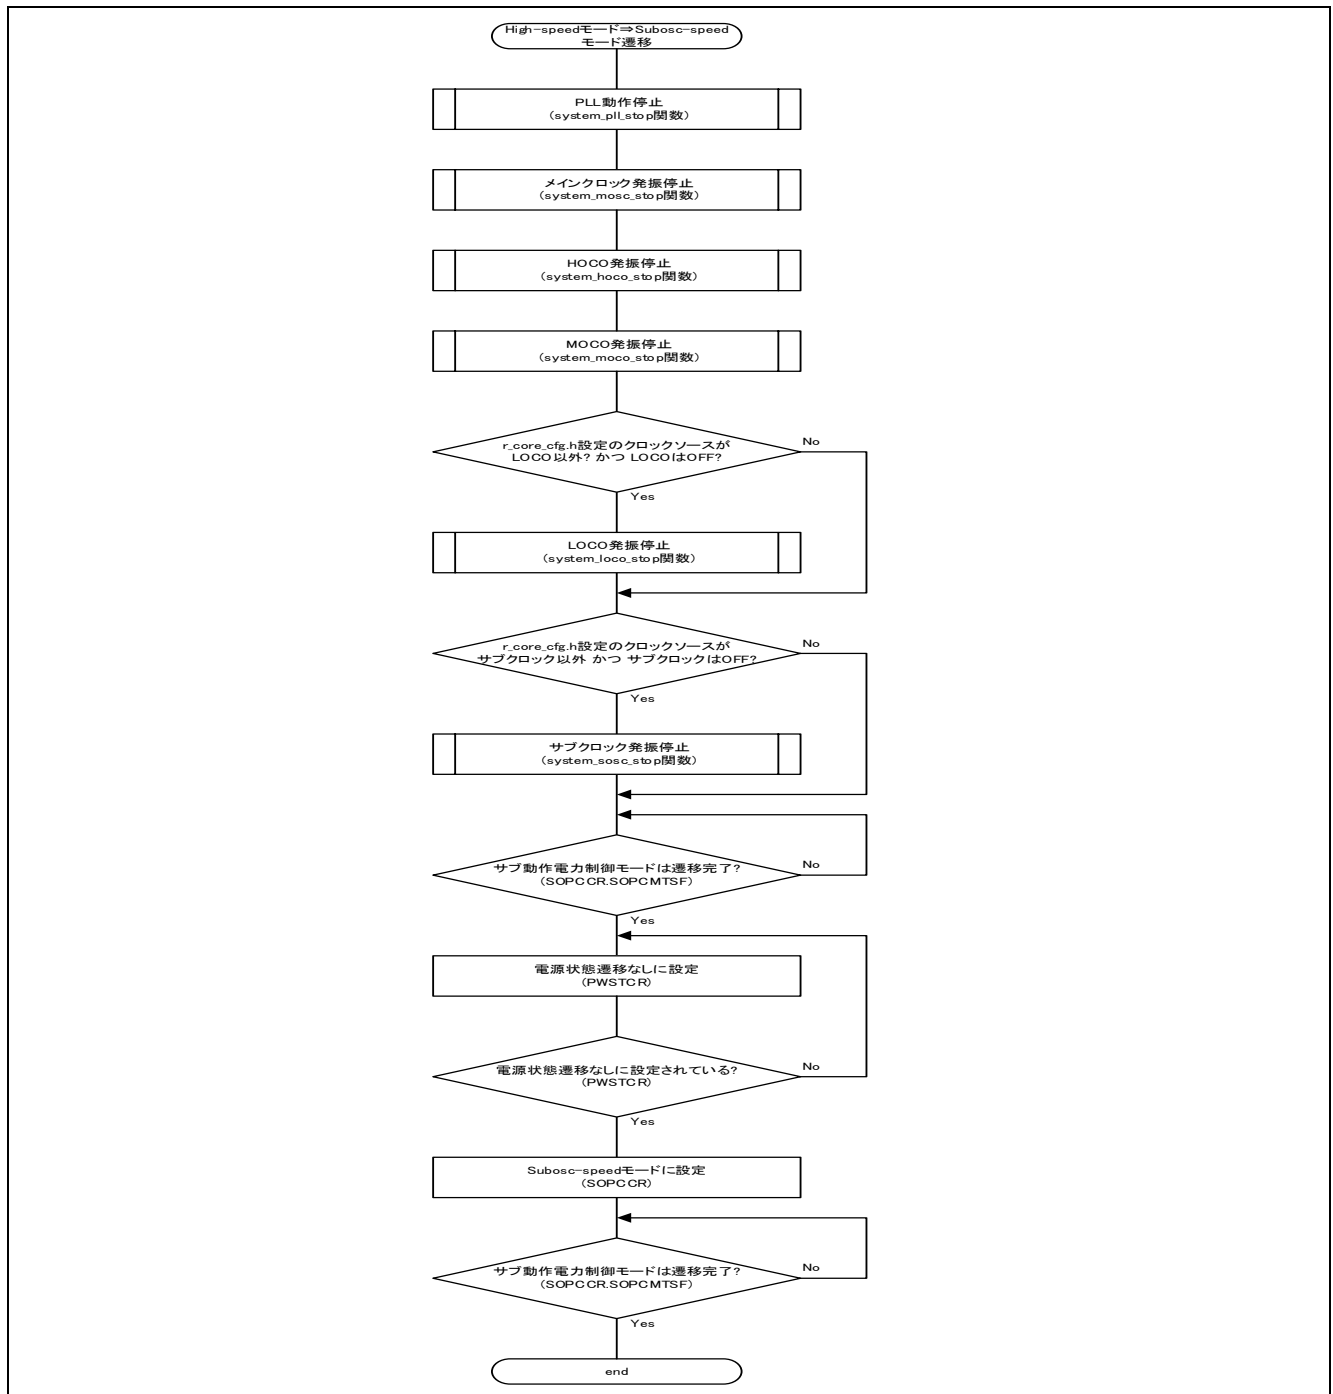 High-speedモード⇒Subosc-speed
モード遷移
PLL動作停止
(system_pll_stop関数)
メインクロック発振停止
(system_mosc_stop関数)
HOCO発振停止
(system_hoco_stop関数)
MOCO発振停止
(system_moco_stop関数)
r_core_cfg.h設定のクロックソースが
LOCO以外? かつ LOCOはOFF?
No
Yes
LOCO発振停止
(system_loco_stop関数)
r_core_cfg.h設定のクロックソースが
サブクロック以外 かつ サブクロックはOFF?
No
Yes
サブクロック発振停止
(system_sosc_stop関数)
サブ動作電力制御モードは遷移完了?
(SOPCCR.SOPCMTSF)
No
Yes
電源状態遷移なしに設定
(PWSTCR)
電源状態遷移なしに設定されている?
(PWSTCR)
No
Yes
Subosc-speedモードに設定
(SOPCCR)
サブ動作電力制御モードは遷移完了?
(SOPCCR.SOPCMTSF)
No
Yes
end